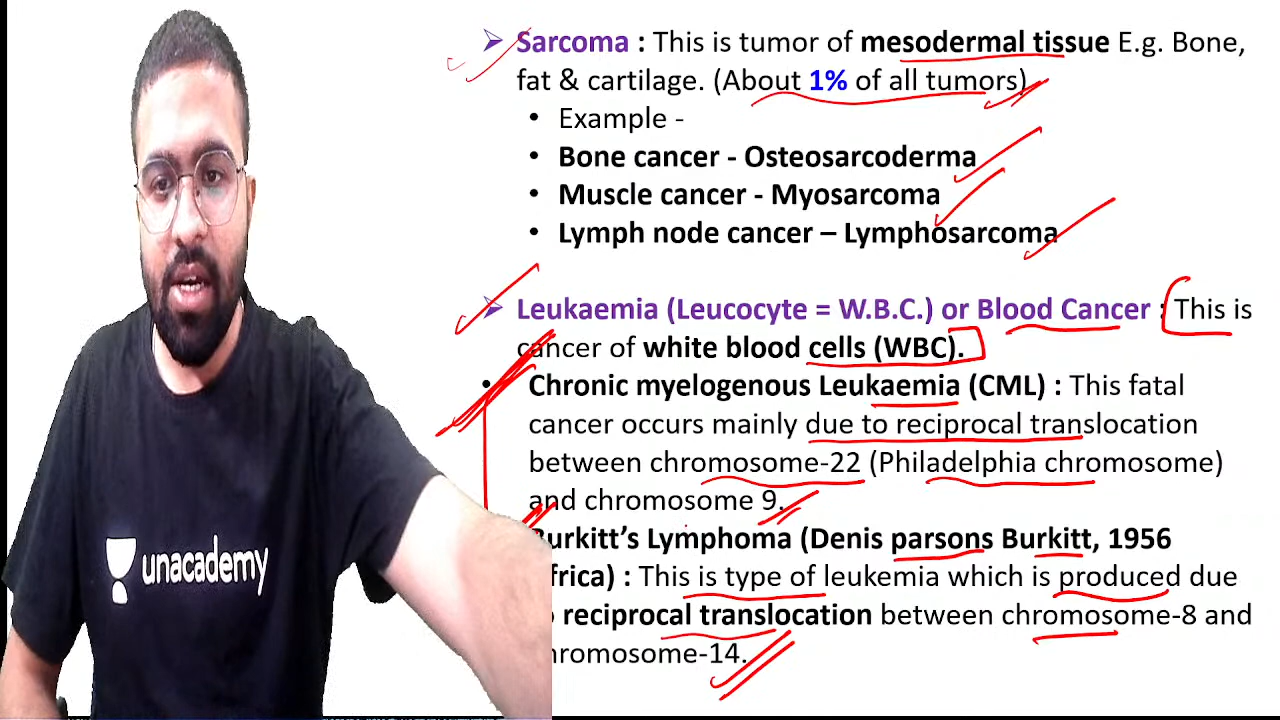 ➢ Sarcoma : This is tumor of mesodermal tissue E.g. Bone,
fat & cartilage. (About 1% of all tumors)
• Example -
• Bone cancer - Osteosarcoderma
• Muscle cancer - Myosarcoma
• Lymph node cancer – Lymphosarcoma
➢ Leukaemia (Leucocyte = W.B.C.) or Blood Cancer : This is
cancer of white blood cells (WBC).
• Chronic myelogenous Leukaemia (CML) : This fatal
cancer occurs mainly due to reciprocal translocation
between chromosome-22 (Philadelphia chromosome)
and chromosome 9.
Burkitt’s Lymphoma (Denis parsons Burkitt, 1956
frica) : This is type of leukemia which is produced due
reciprocal translocation between chromosome-8 and
hromosome-14.
unacademy